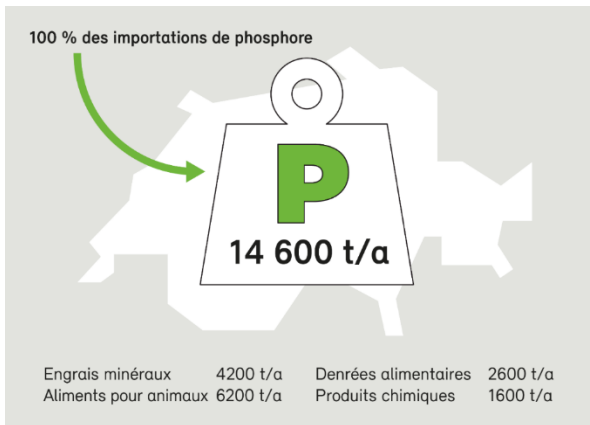 100 % des importations de phosphore
P
14 600 t/a
Engrais minéraux 4200 t/a Denrées alimentaires 2600 t/a
Aliments pour animaux 6200 t/a Produits chimiques 1600 t/a